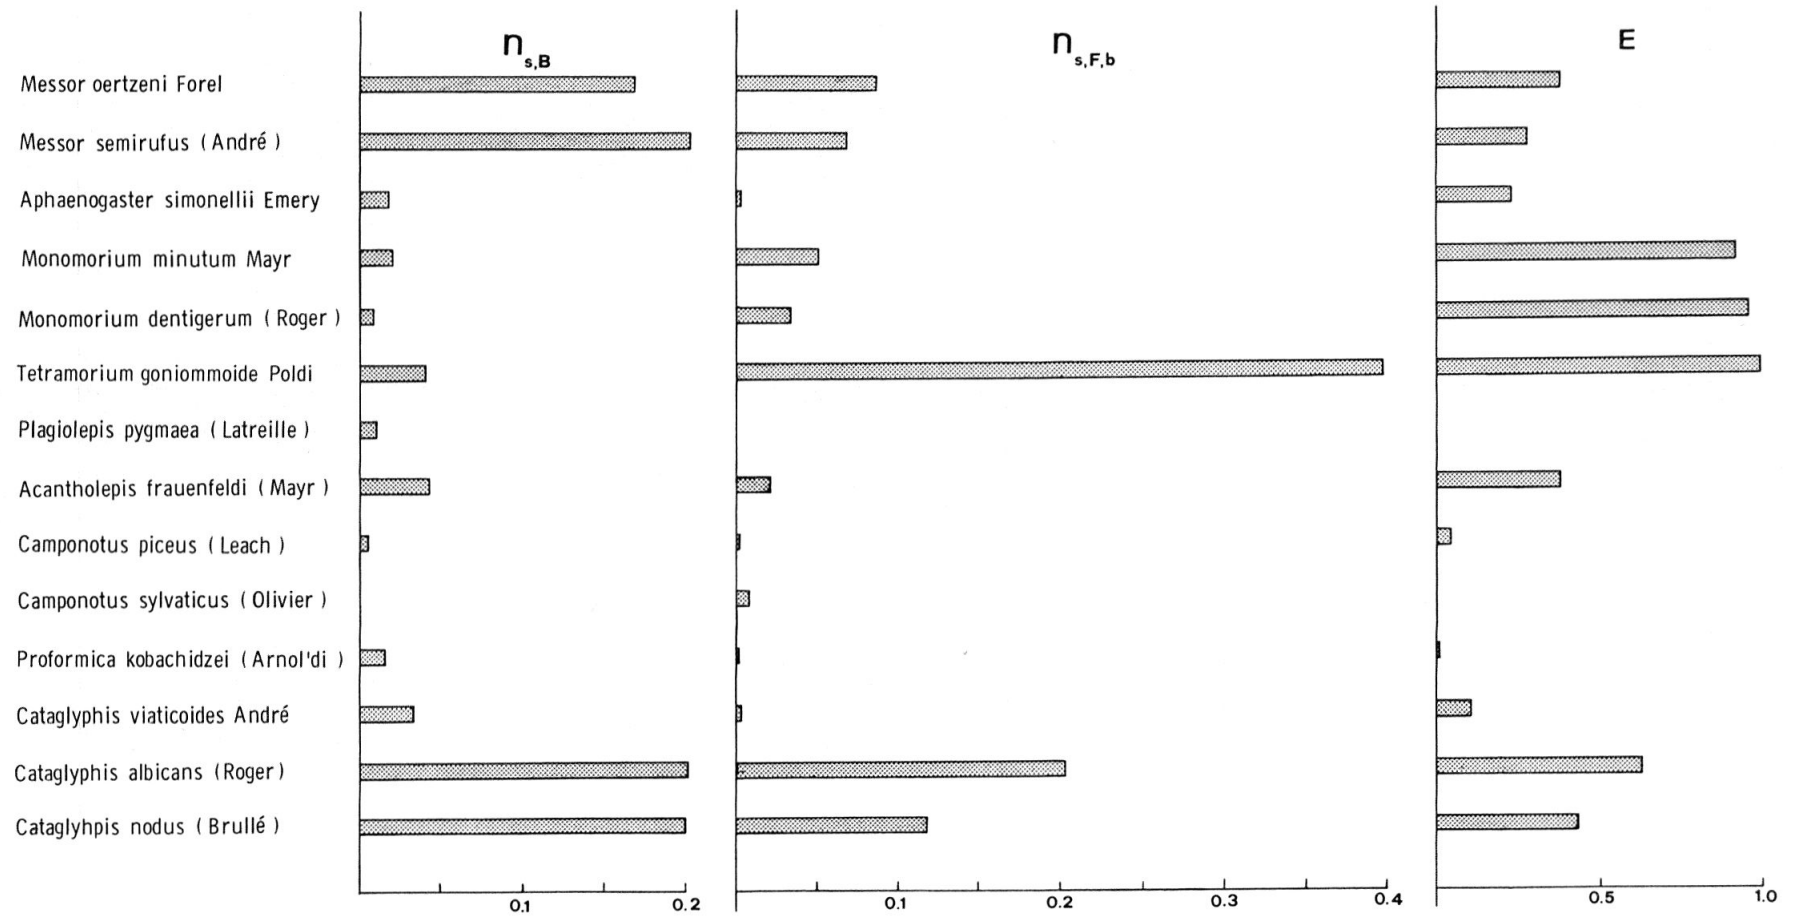 n s,B
n s,F,b
E
Messor oertzeni Forel
Messor semirufus (André)
Aphaenogaster simonellii Emery
Monomorium minutum Mayr
Monomorium dentigerum (Roger)
Tetramorium goniommoide Poldi
Plagiolepis pygmaea (Latreille)
Acantholepis frauenfeldi (Mayr)
Camponotus piceus (Leach)
Camponotus sylvaticus (Olivier)
Proformica kobachidzei (Arnol'di)
Cataglyphis viaticoides André
Cataglyphis albicans (Roger)
Cataglyhpis nodus (Brullé)
0.1 0.2
0.1 0.2 0.3 0.4
0.5 1.0